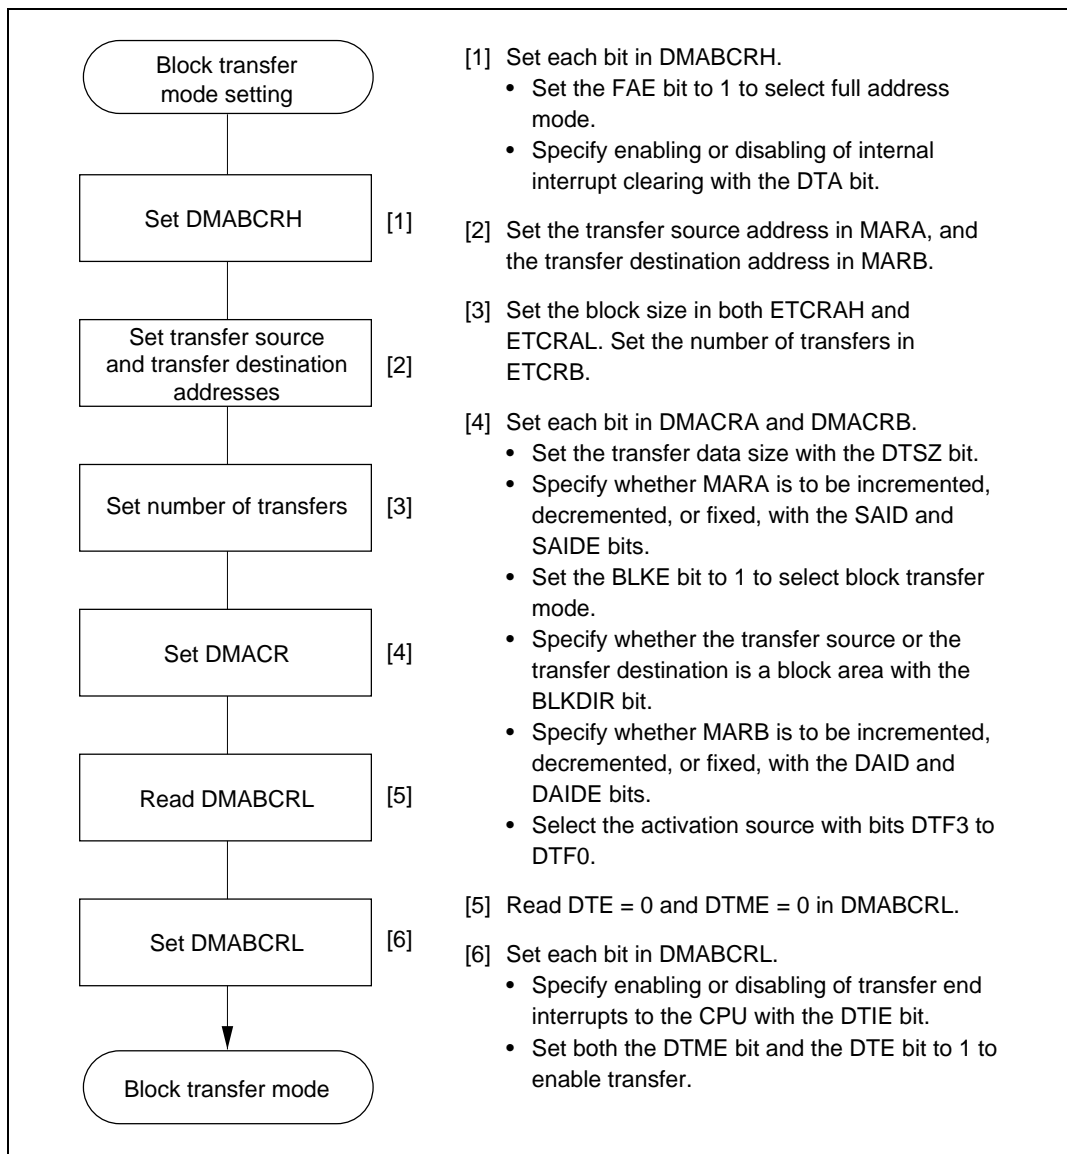 Block transfer
mode setting
Set DMABCRH [1]
Set transfer source
and transfer destination
addresses
[2]
Set number of transfers [3]
Set DMACR [4]
Read DMABCRL [5]
Set DMABCRL [6]
Block transfer mode
[1] Set each bit in DMABCRH.
• Set the FAE bit to 1 to select full address
mode.
• Specify enabling or disabling of internal
interrupt clearing with the DTA bit.
[2] Set the transfer source address in MARA, and
the transfer destination address in MARB.
[3] Set the block size in both ETCRAH and
ETCRAL. Set the number of transfers in
ETCRB.
[4] Set each bit in DMACRA and DMACRB.
• Set the transfer data size with the DTSZ bit.
• Specify whether MARA is to be incremented,
decremented, or fixed, with the SAID and
SAIDE bits.
• Set the BLKE bit to 1 to select block transfer
mode.
• Specify whether the transfer source or the
transfer destination is a block area with the
BLKDIR bit.
• Specify whether MARB is to be incremented,
decremented, or fixed, with the DAID and
DAIDE bits.
• Select the activation source with bits DTF3 to
DTF0.
[5] Read DTE = 0 and DTME = 0 in DMABCRL.
[6] Set each bit in DMABCRL.
• Specify enabling or disabling of transfer end
interrupts to the CPU with the DTIE bit.
• Set both the DTME bit and the DTE bit to 1 to
enable transfer.